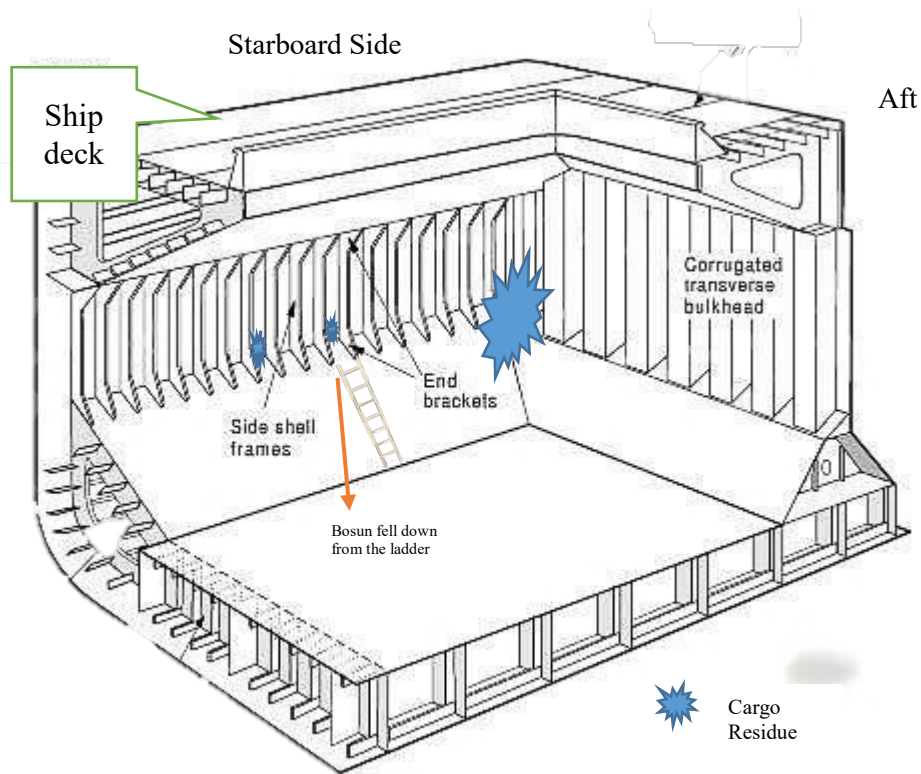 Starboard Side
Aft
Ship
deck
Corrugated
transverse
bulkhead
End
brackets
Side shell
frames
Bosun fell down
from the ladder
Cargo
Residue